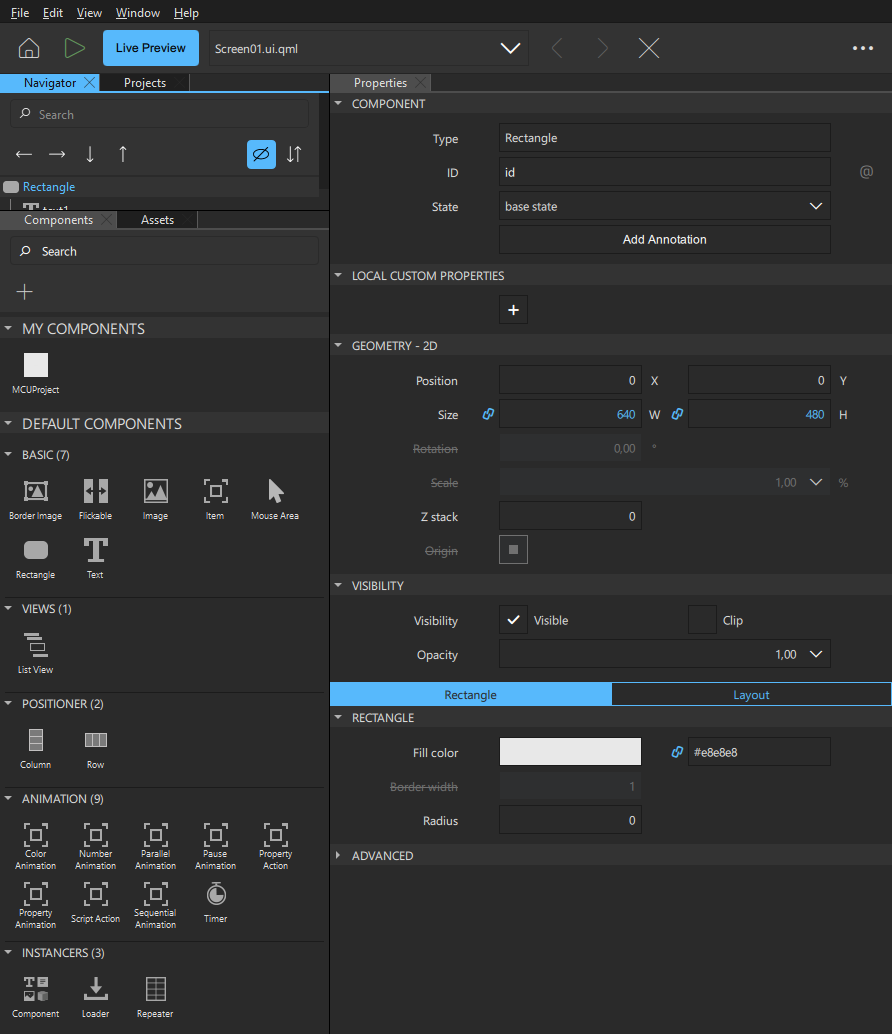 File Edit View Window Help
Live Preview Screen01.ui.qml
Navigator Projects
Search
Rectangle
text1
Components Assets
Search
MY COMPONENTS
MCUProject
DEFAULT COMPONENTS
BASIC (7)
Border Image Flickable Image Item Mouse Area
Rectangle Text
VIEWS (1)
List View
POSITIONER (2)
Column Row
ANIMATION (9)
Color Animation Number Animation Parallel Animation Pause Animation Property Action
Property Animation Script Action Sequential Animation Timer
INSTANCERS (3)
Component Loader Repeater
Properties
COMPONENT
Type Rectangle
ID id @
State base state
Add Annotation
LOCAL CUSTOM PROPERTIES
+
GEOMETRY - 2D
Position 0 X 0 Y
Size 640 W 480 H
Rotation 0,00 °
Scale 1,00 %
Z stack 0
Origin
VISIBILITY
Visibility Visible Clip
Opacity 1,00
Rectangle Layout
RECTANGLE
Fill color #e8e8e8
Border width 1
Radius 0
ADVANCED